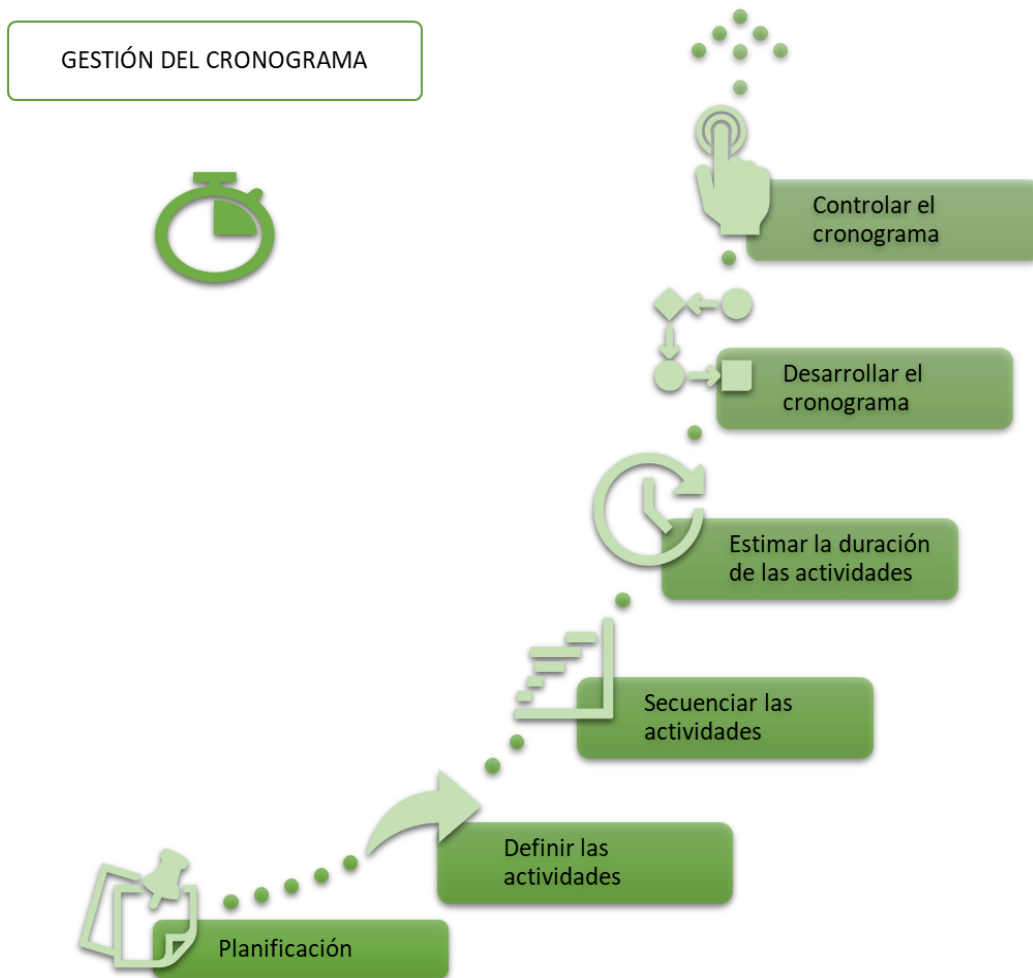 GESTIÓN DEL CRONOGRAMA
Controlar el
cronograma
Desarrollar el
cronograma
Estimar la duración
de las actividades
Secuenciar las
actividades
Definir las
actividades
Planificación